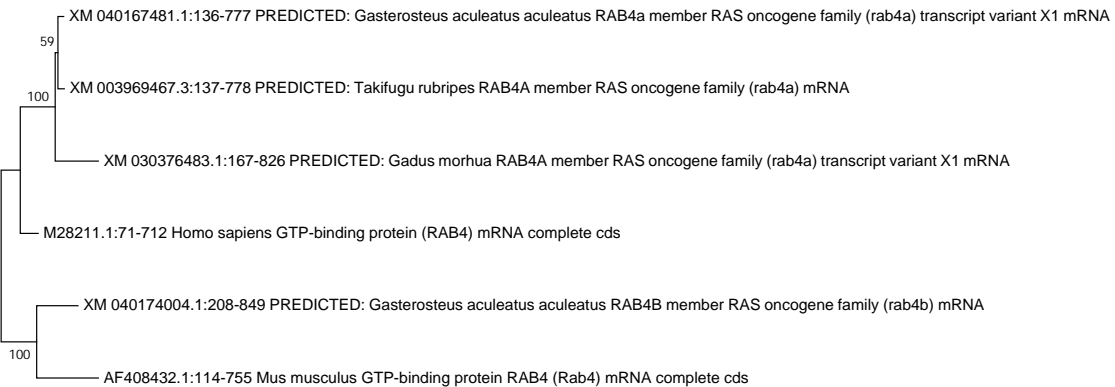 XM 040167481.1:136-777 PREDICTED: Gasterosteus aculeatus aculeatus RAB4a member RAS oncogene family (rab4a) transcript variant X1 mRNA
59
XM 003969467.3:137-778 PREDICTED: Takifugu rubripes RAB4A member RAS oncogene family (rab4a) mRNA
100
XM 030376483.1:167-826 PREDICTED: Gadus morhua RAB4A member RAS oncogene family (rab4a) transcript variant X1 mRNA
M28211.1:71-712 Homo sapiens GTP-binding protein (RAB4) mRNA complete cds
XM 040174004.1:208-849 PREDICTED: Gasterosteus aculeatus aculeatus RAB4B member RAS oncogene family (rab4b) mRNA
100
AF408432.1:114-755 Mus musculus GTP-binding protein RAB4 (Rab4) mRNA complete cds